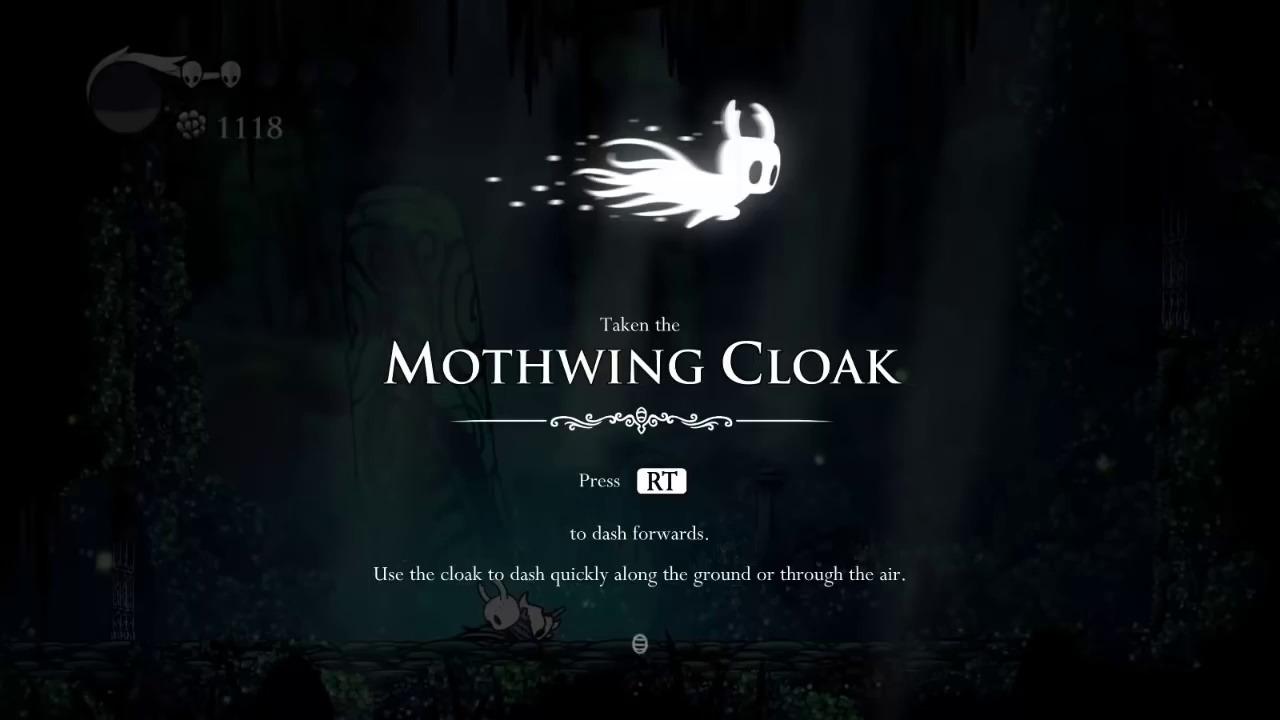 1118
Taken the
MOTHWING CLOAK
Press RT
to dash forwards.
Use the cloak to dash quickly along the ground or through the air.